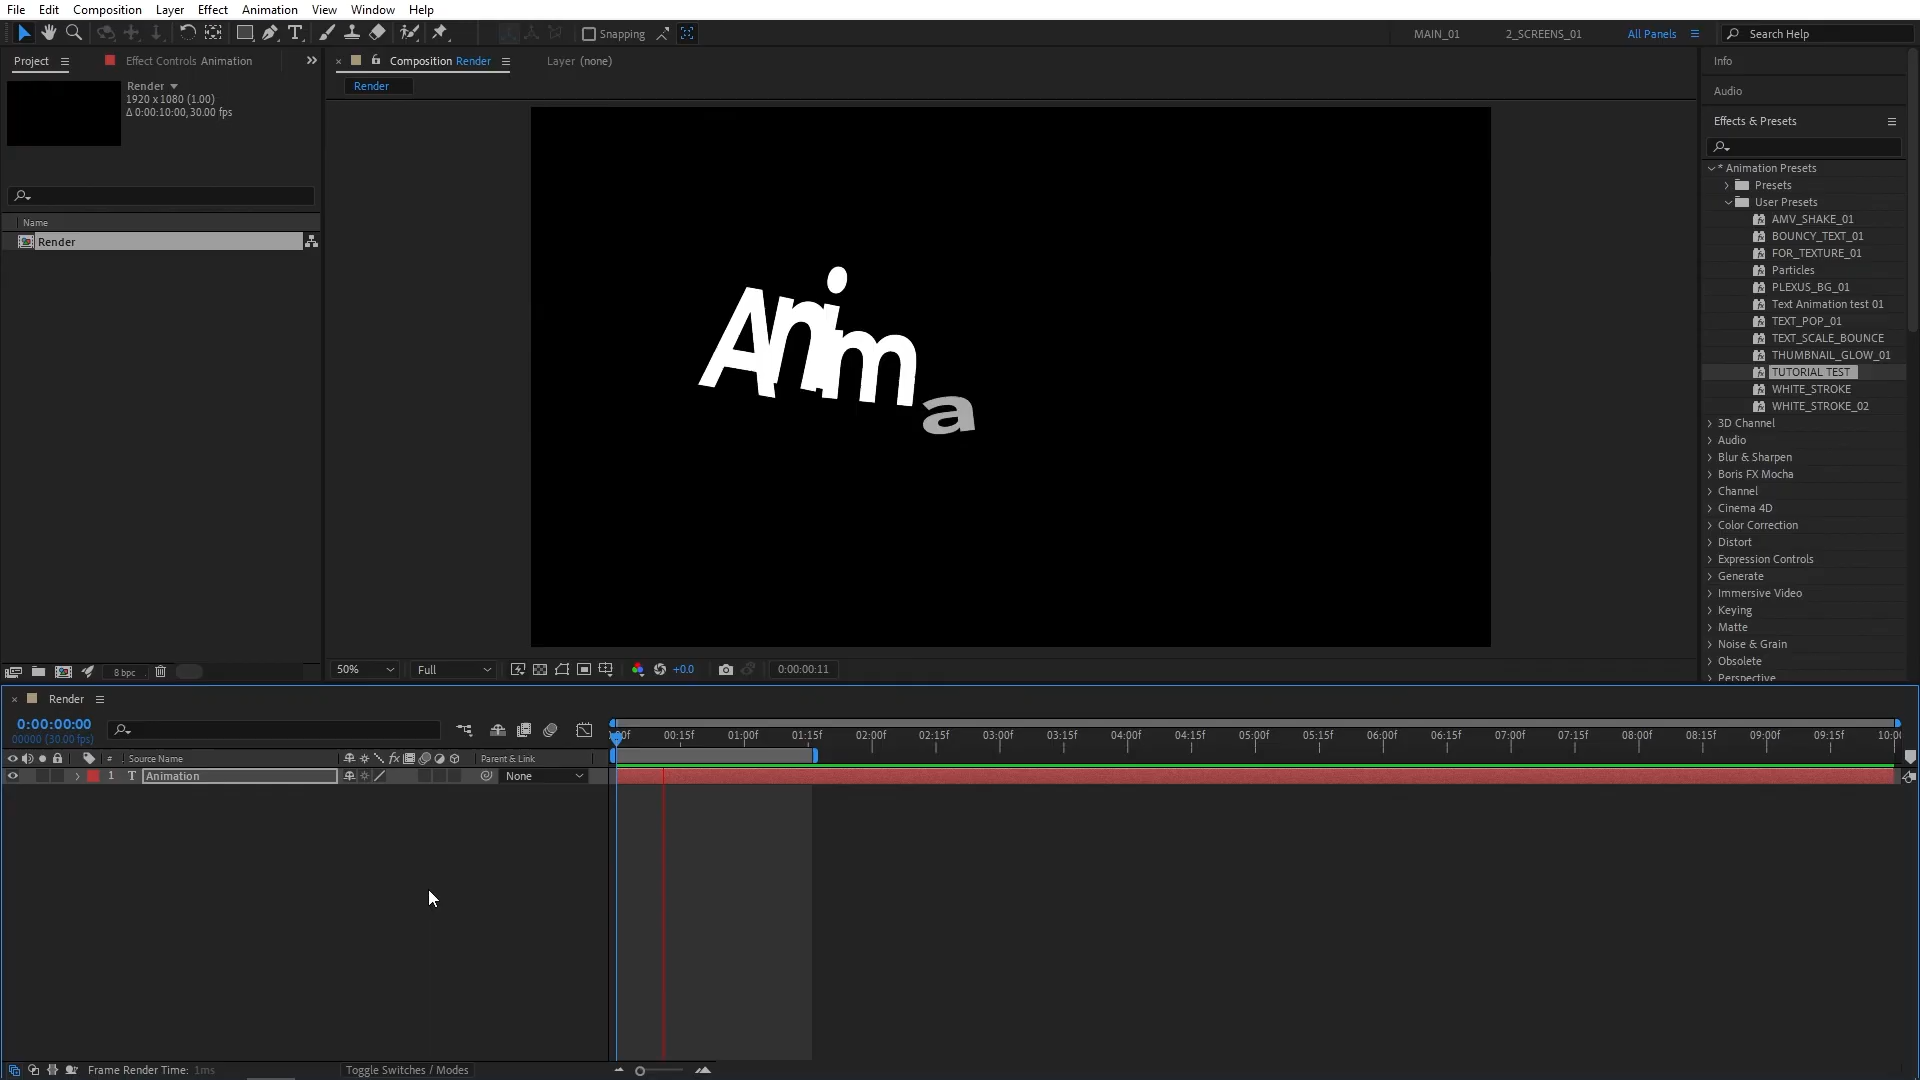 File Edit Composition Layer Effect Animation View Window Help
Snapping
MAIN_01 2_SCREENS_01 All Panels Search Help
Project Effect Controls Animation
Render
1920 x 1080 (1.00)
Δ 0:00:10:00, 30.00 fps
Name
Render
8 bpc
Composition Render Layer (none)
Render
Anima
50% Full +0.0 0:00:00:11
Info
Audio
Effects & Presets
* Animation Presets
Presets
User Presets
AMV_SHAKE_01
BOUNCY_TEXT_01
FOR_TEXTURE_01
Particles
PLEXUS_BG_01
Text Animation test 01
TEXT_POP_01
TEXT_SCALE_BOUNCE
THUMBNAIL_GLOW_01
TUTORIAL TEST
WHITE_STROKE
WHITE_STROKE_02
3D Channel
Audio
Blur & Sharpen
Boris FX Mocha
Channel
Cinema 4D
Color Correction
Distort
Expression Controls
Generate
Immersive Video
Keying
Matte
Noise & Grain
Obsolete
Perspective
Render
0:00:00:00
00000 (30.00 fps)
00:15f 01:00f 01:15f 02:00f 02:15f 03:00f 03:15f 04:00f 04:15f 05:00f 05:15f 06:00f 06:15f 07:00f 07:15f 08:00f 08:15f 09:00f 09:15f 10:00
# Source Name fx Parent & Link
1 T Animation None
Frame Render Time: 1ms Toggle Switches / Modes